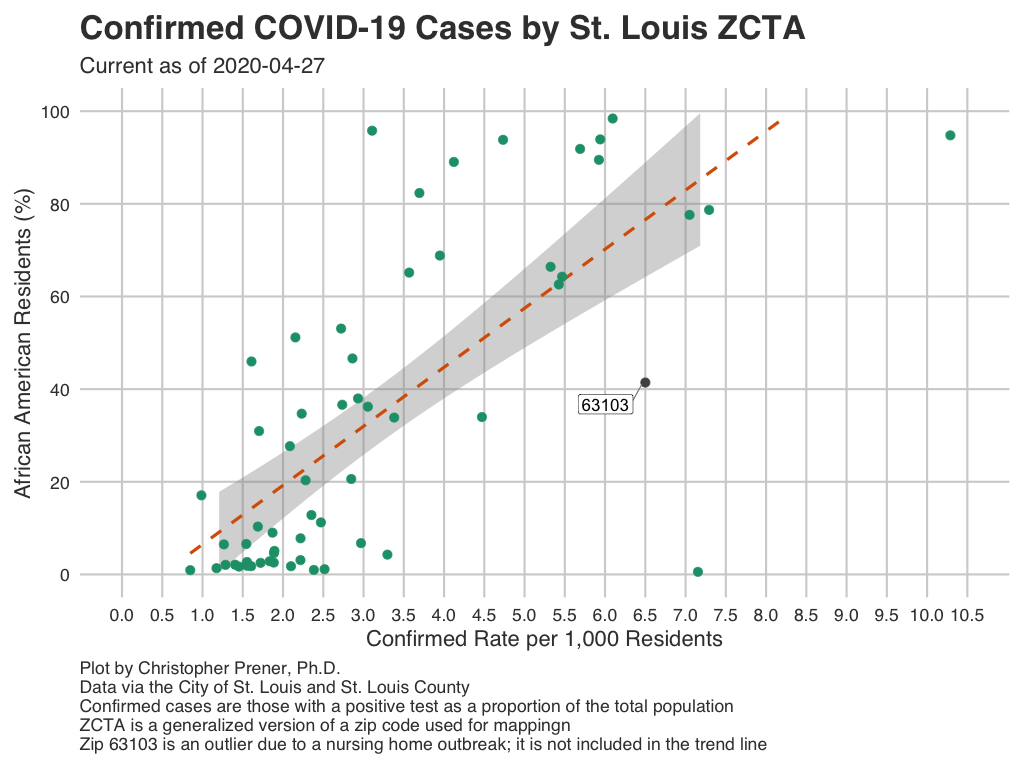 Confirmed COVID-19 Cases by St. Louis ZCTA
Current as of 2020-04-27
African American Residents (%)
100
80
60
40
20
0
63103
0.0 0.5 1.0 1.5 2.0 2.5 3.0 3.5 4.0 4.5 5.0 5.5 6.0 6.5 7.0 7.5 8.0 8.5 9.0 9.5 10.0 10.5
Confirmed Rate per 1,000 Residents
Plot by Christopher Prener, Ph.D.
Data via the City of St. Louis and St. Louis County
Confirmed cases are those with a positive test as a proportion of the total population
ZCTA is a generalized version of a zip code used for mappingn
Zip 63103 is an outlier due to a nursing home outbreak; it is not included in the trend line